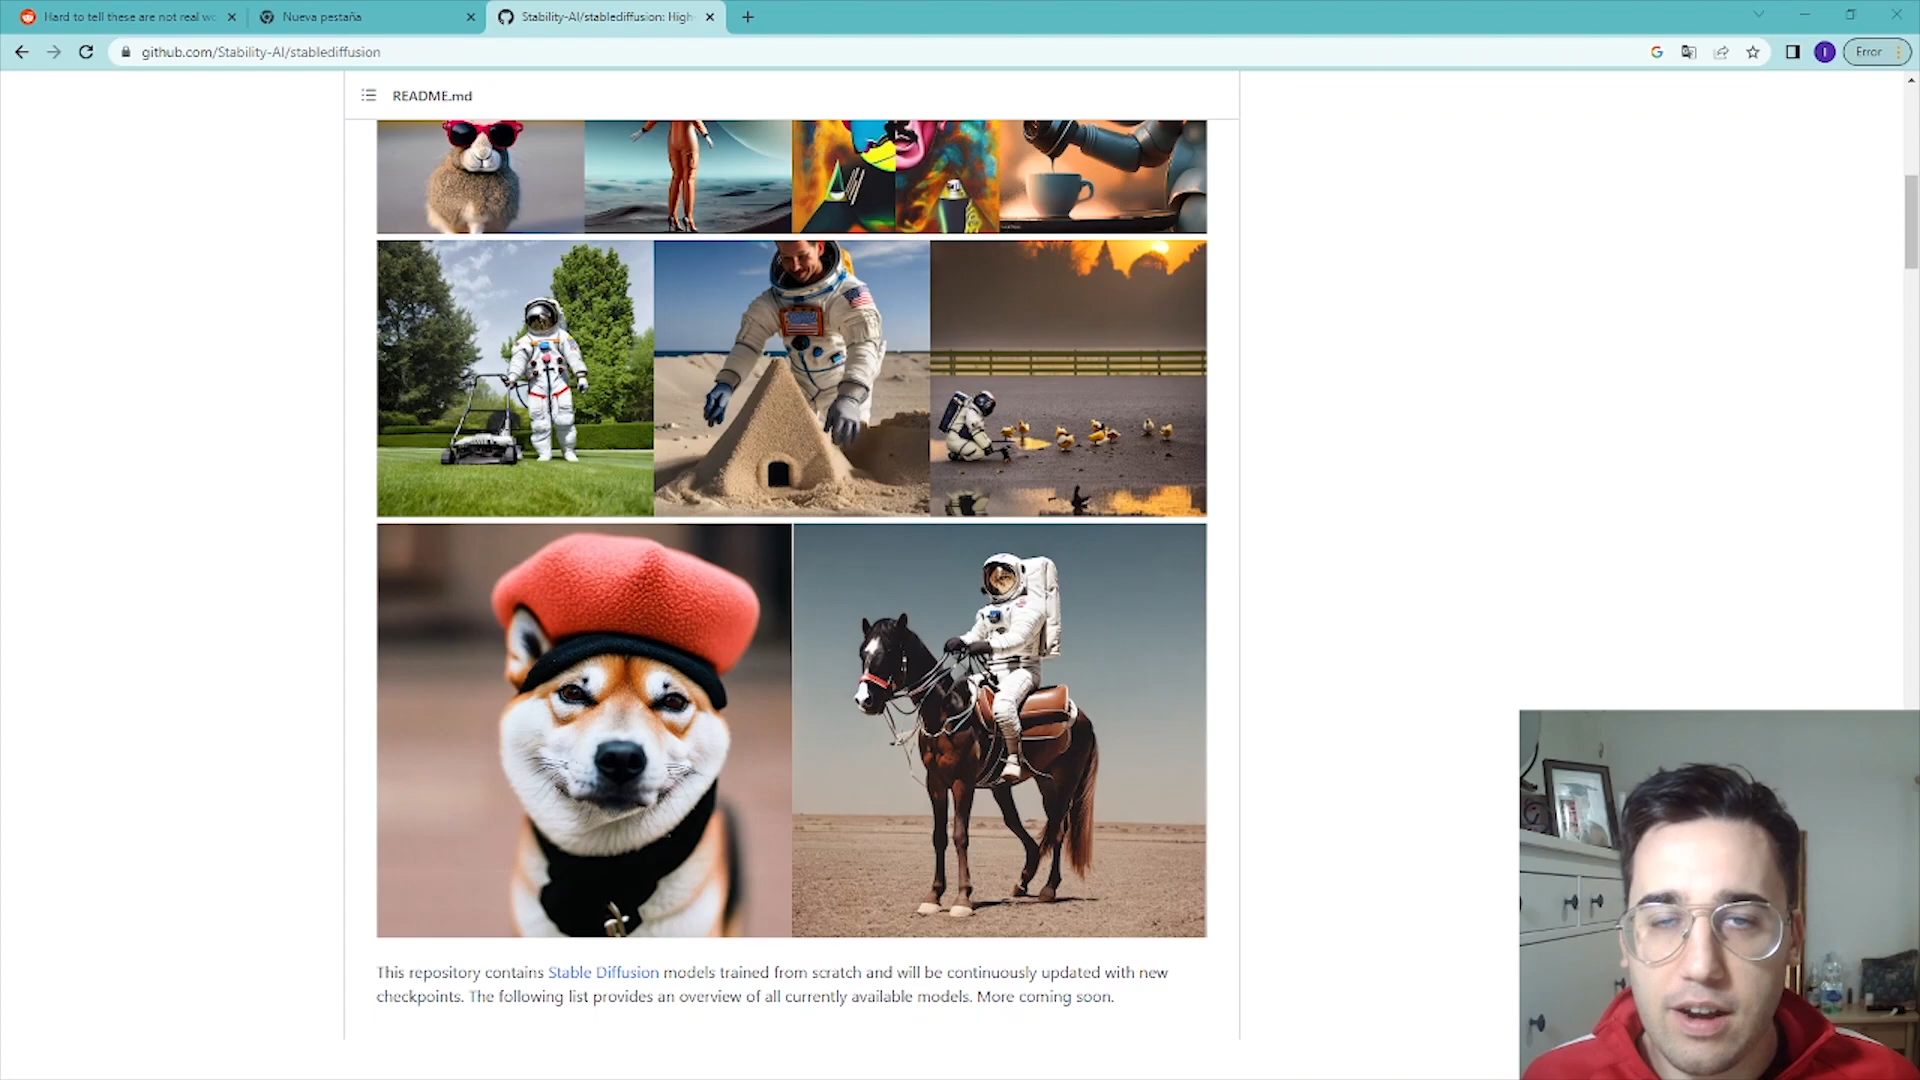 Hard to tell these are not real wo
Nueva pestaña
Stability-AI/stablediffusion: High-
github.com/Stability-AI/stablediffusion
Error
README.md
This repository contains Stable Diffusion models trained from scratch and will be continuously updated with new
checkpoints. The following list provides an overview of all currently available models. More coming soon.